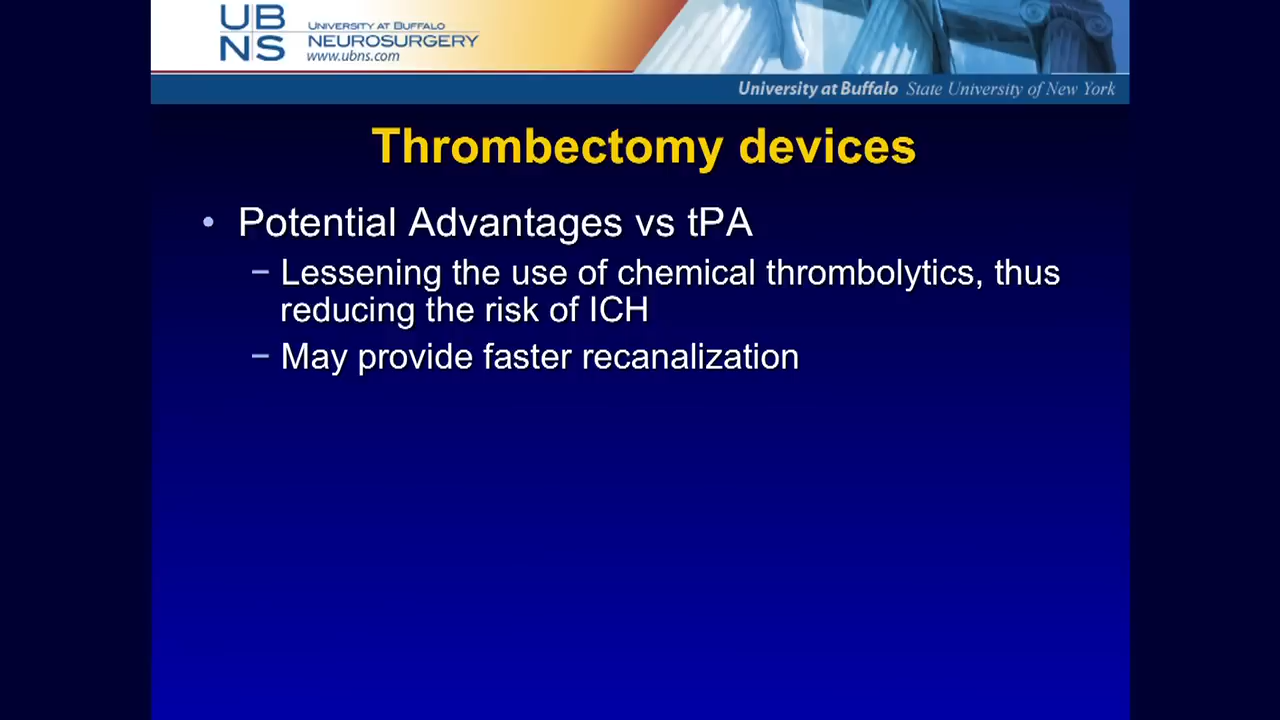 UB
NS
UNIVERSITY AT BUFFALO
NEUROSURGERY
www.ubns.com
University at Buffalo State University of New York
Thrombectomy devices
• Potential Advantages vs tPA
– Lessening the use of chemical thrombolytics, thus
reducing the risk of ICH
– May provide faster recanalization